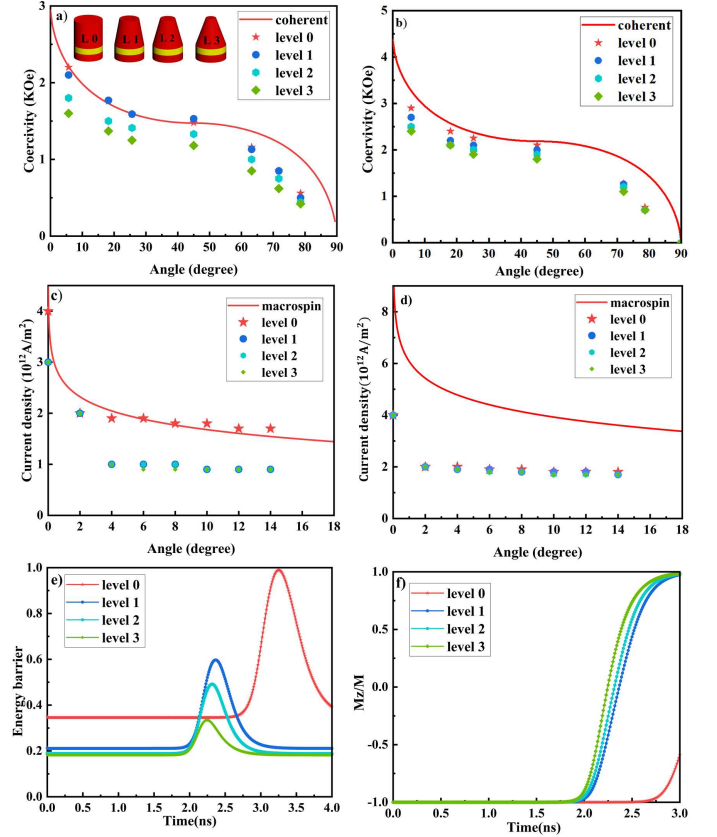 a)
L 0 L 1 L 2 L 3
coherent
level 0
level 1
level 2
level 3
3
2
1
0
Coercivity (KOe)
0 10 20 30 40 50 60 70 80 90
Angle (degree)
b)
coherent
level 0
level 1
level 2
level 3
5
4
3
2
1
0
Coervivity (KOe)
0 10 20 30 40 50 60 70 80 90
Angle (degree)
c)
macrospin
level 0
level 1
level 2
level 3
4
3
2
1
0
Current density (10¹²A/m²)
0 2 4 6 8 10 12 14 16 18
Angle (degree)
d)
macrospin
level 0
level 1
level 2
level 3
8
6
4
2
0
Current density(10¹²A/m²)
0 2 4 6 8 10 12 14 16 18
Angle (degree)
e)
level 0
level 1
level 2
level 3
1.0
0.8
0.6
0.4
0.2
0.0
Energy barrier
0.0 0.5 1.0 1.5 2.0 2.5 3.0 3.5 4.0
Time(ns)
f)
level 0
level 1
level 2
level 3
1.0
0.5
0.0
-0.5
-1.0
Mz/M
0.0 0.5 1.0 1.5 2.0 2.5 3.0
Time(ns)